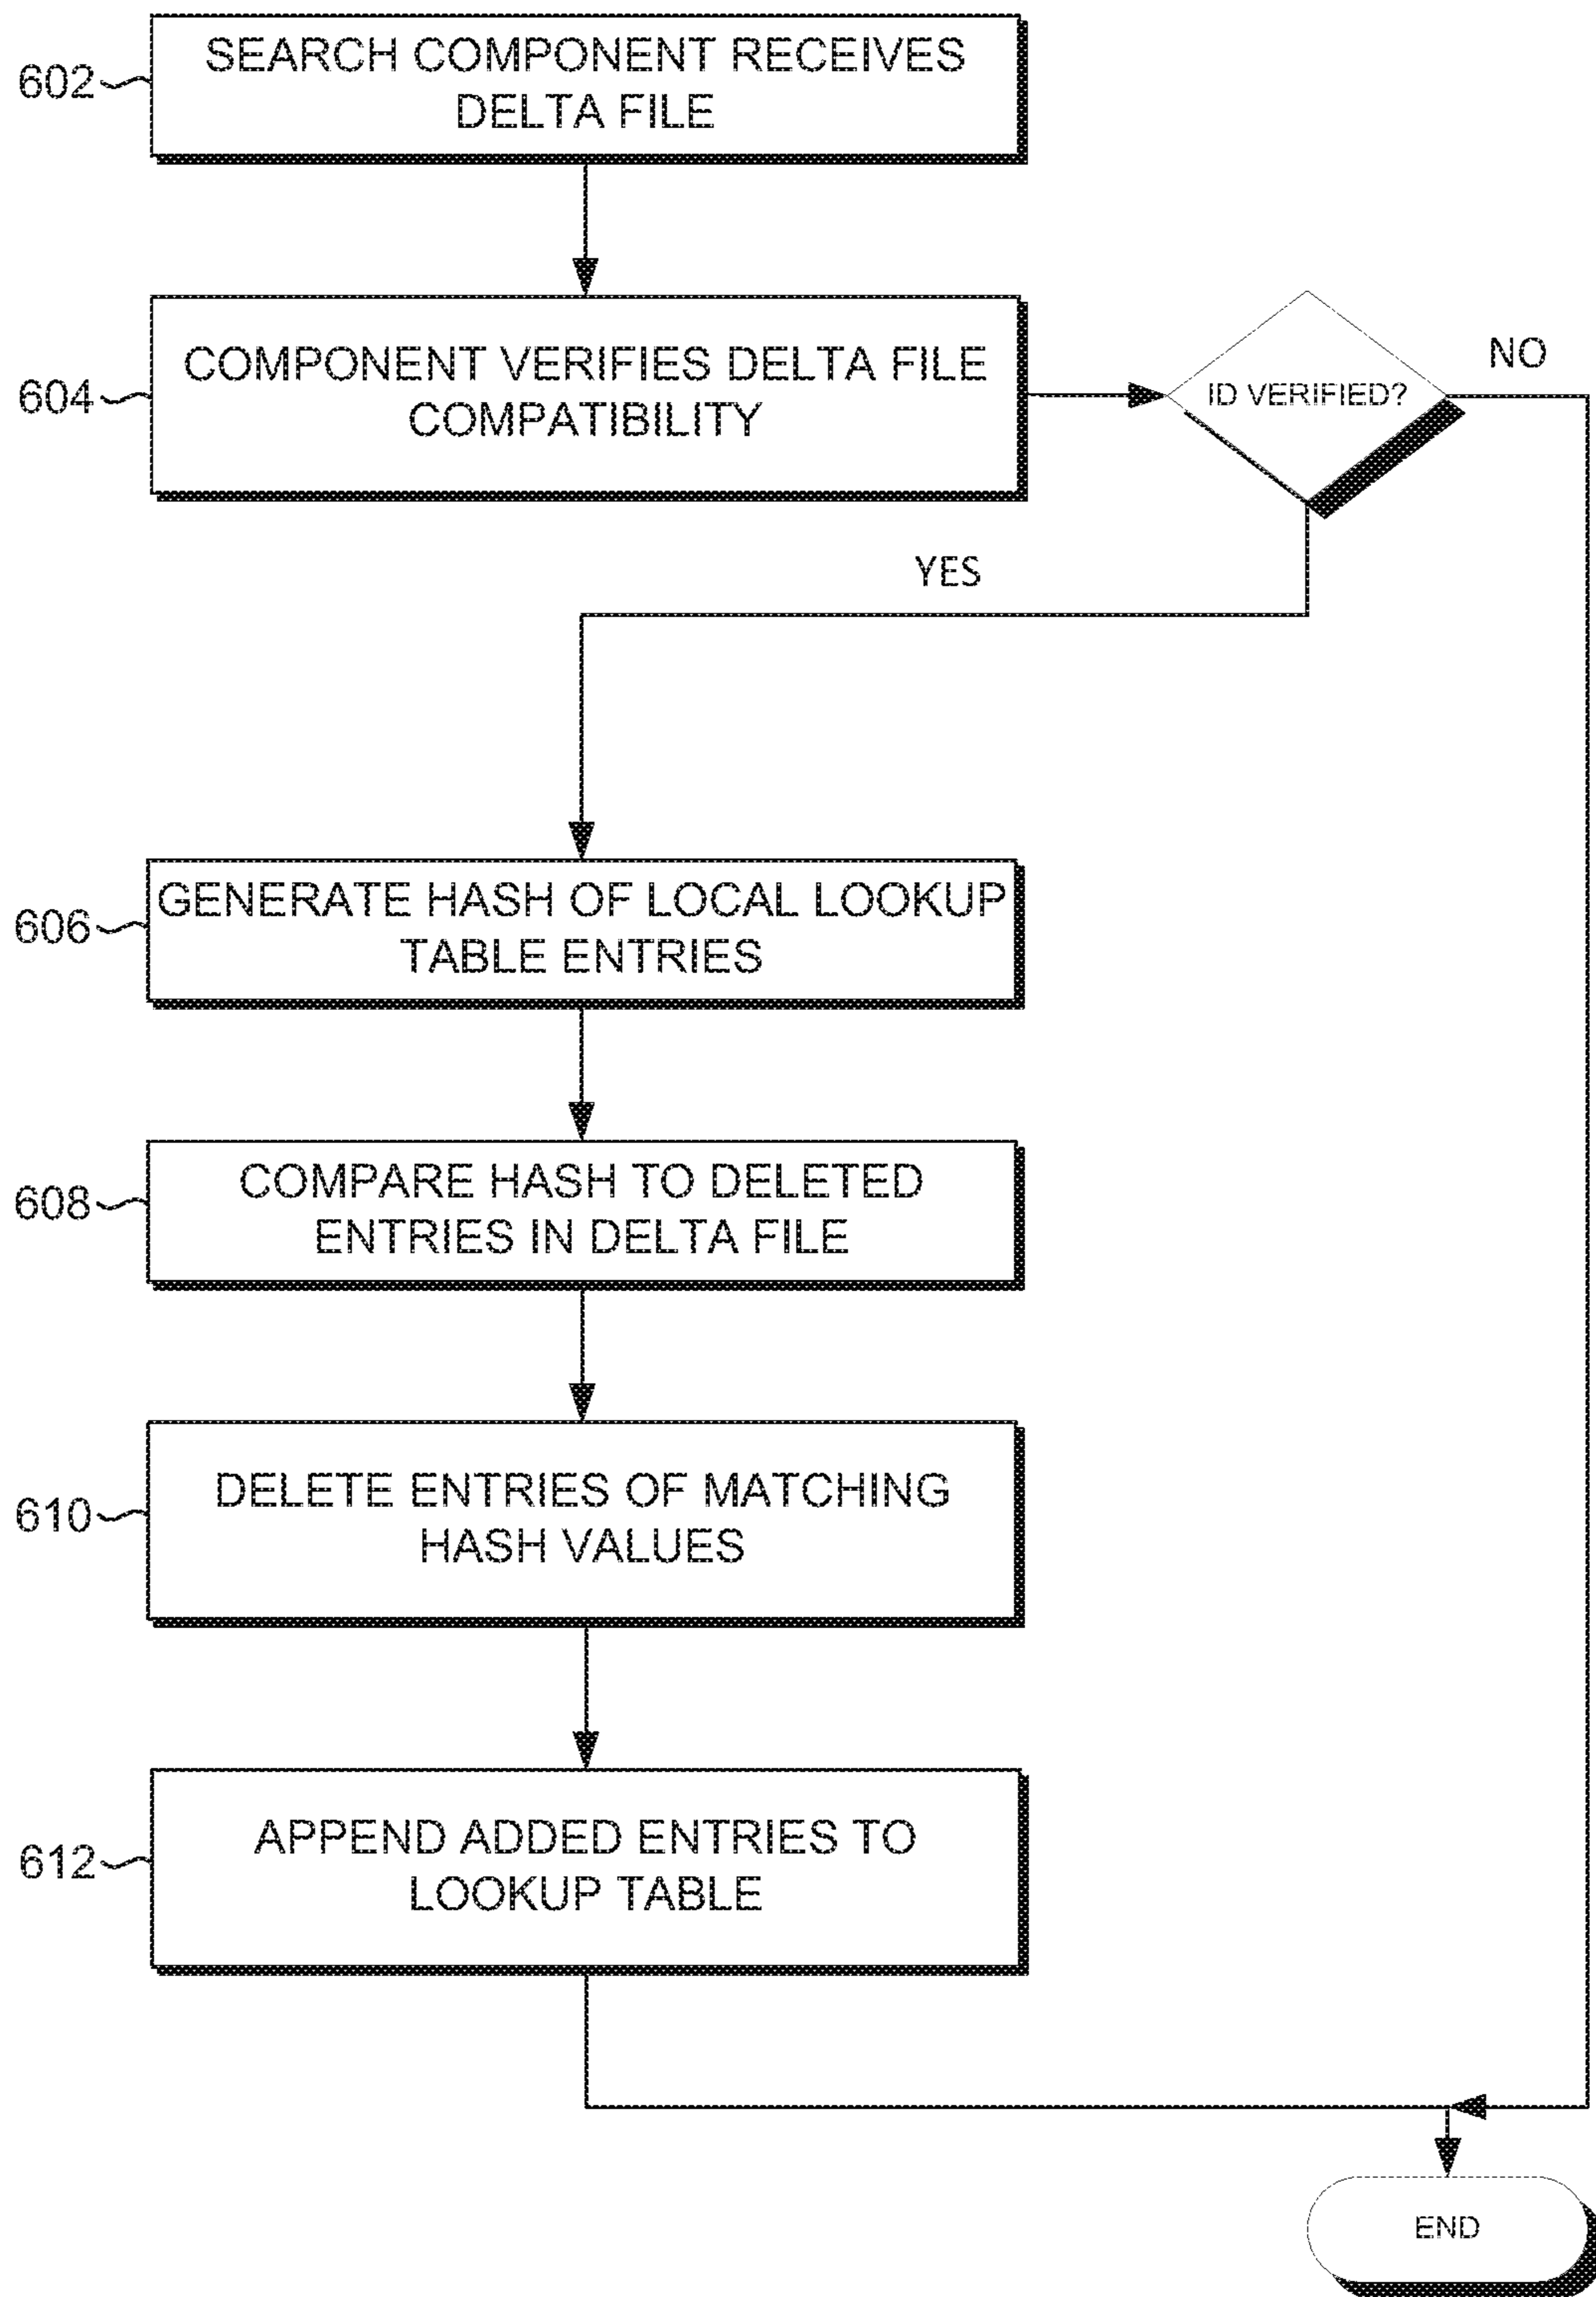 602
SEARCH COMPONENT RECEIVES
DELTA FILE
604
COMPONENT VERIFIES DELTA FILE
COMPATIBILITY
ID VERIFIED?
NO
YES
606
GENERATE HASH OF LOCAL LOOKUP
TABLE ENTRIES
608
COMPARE HASH TO DELETED
ENTRIES IN DELTA FILE
610
DELETE ENTRIES OF MATCHING
HASH VALUES
612
APPEND ADDED ENTRIES TO
LOOKUP TABLE
END